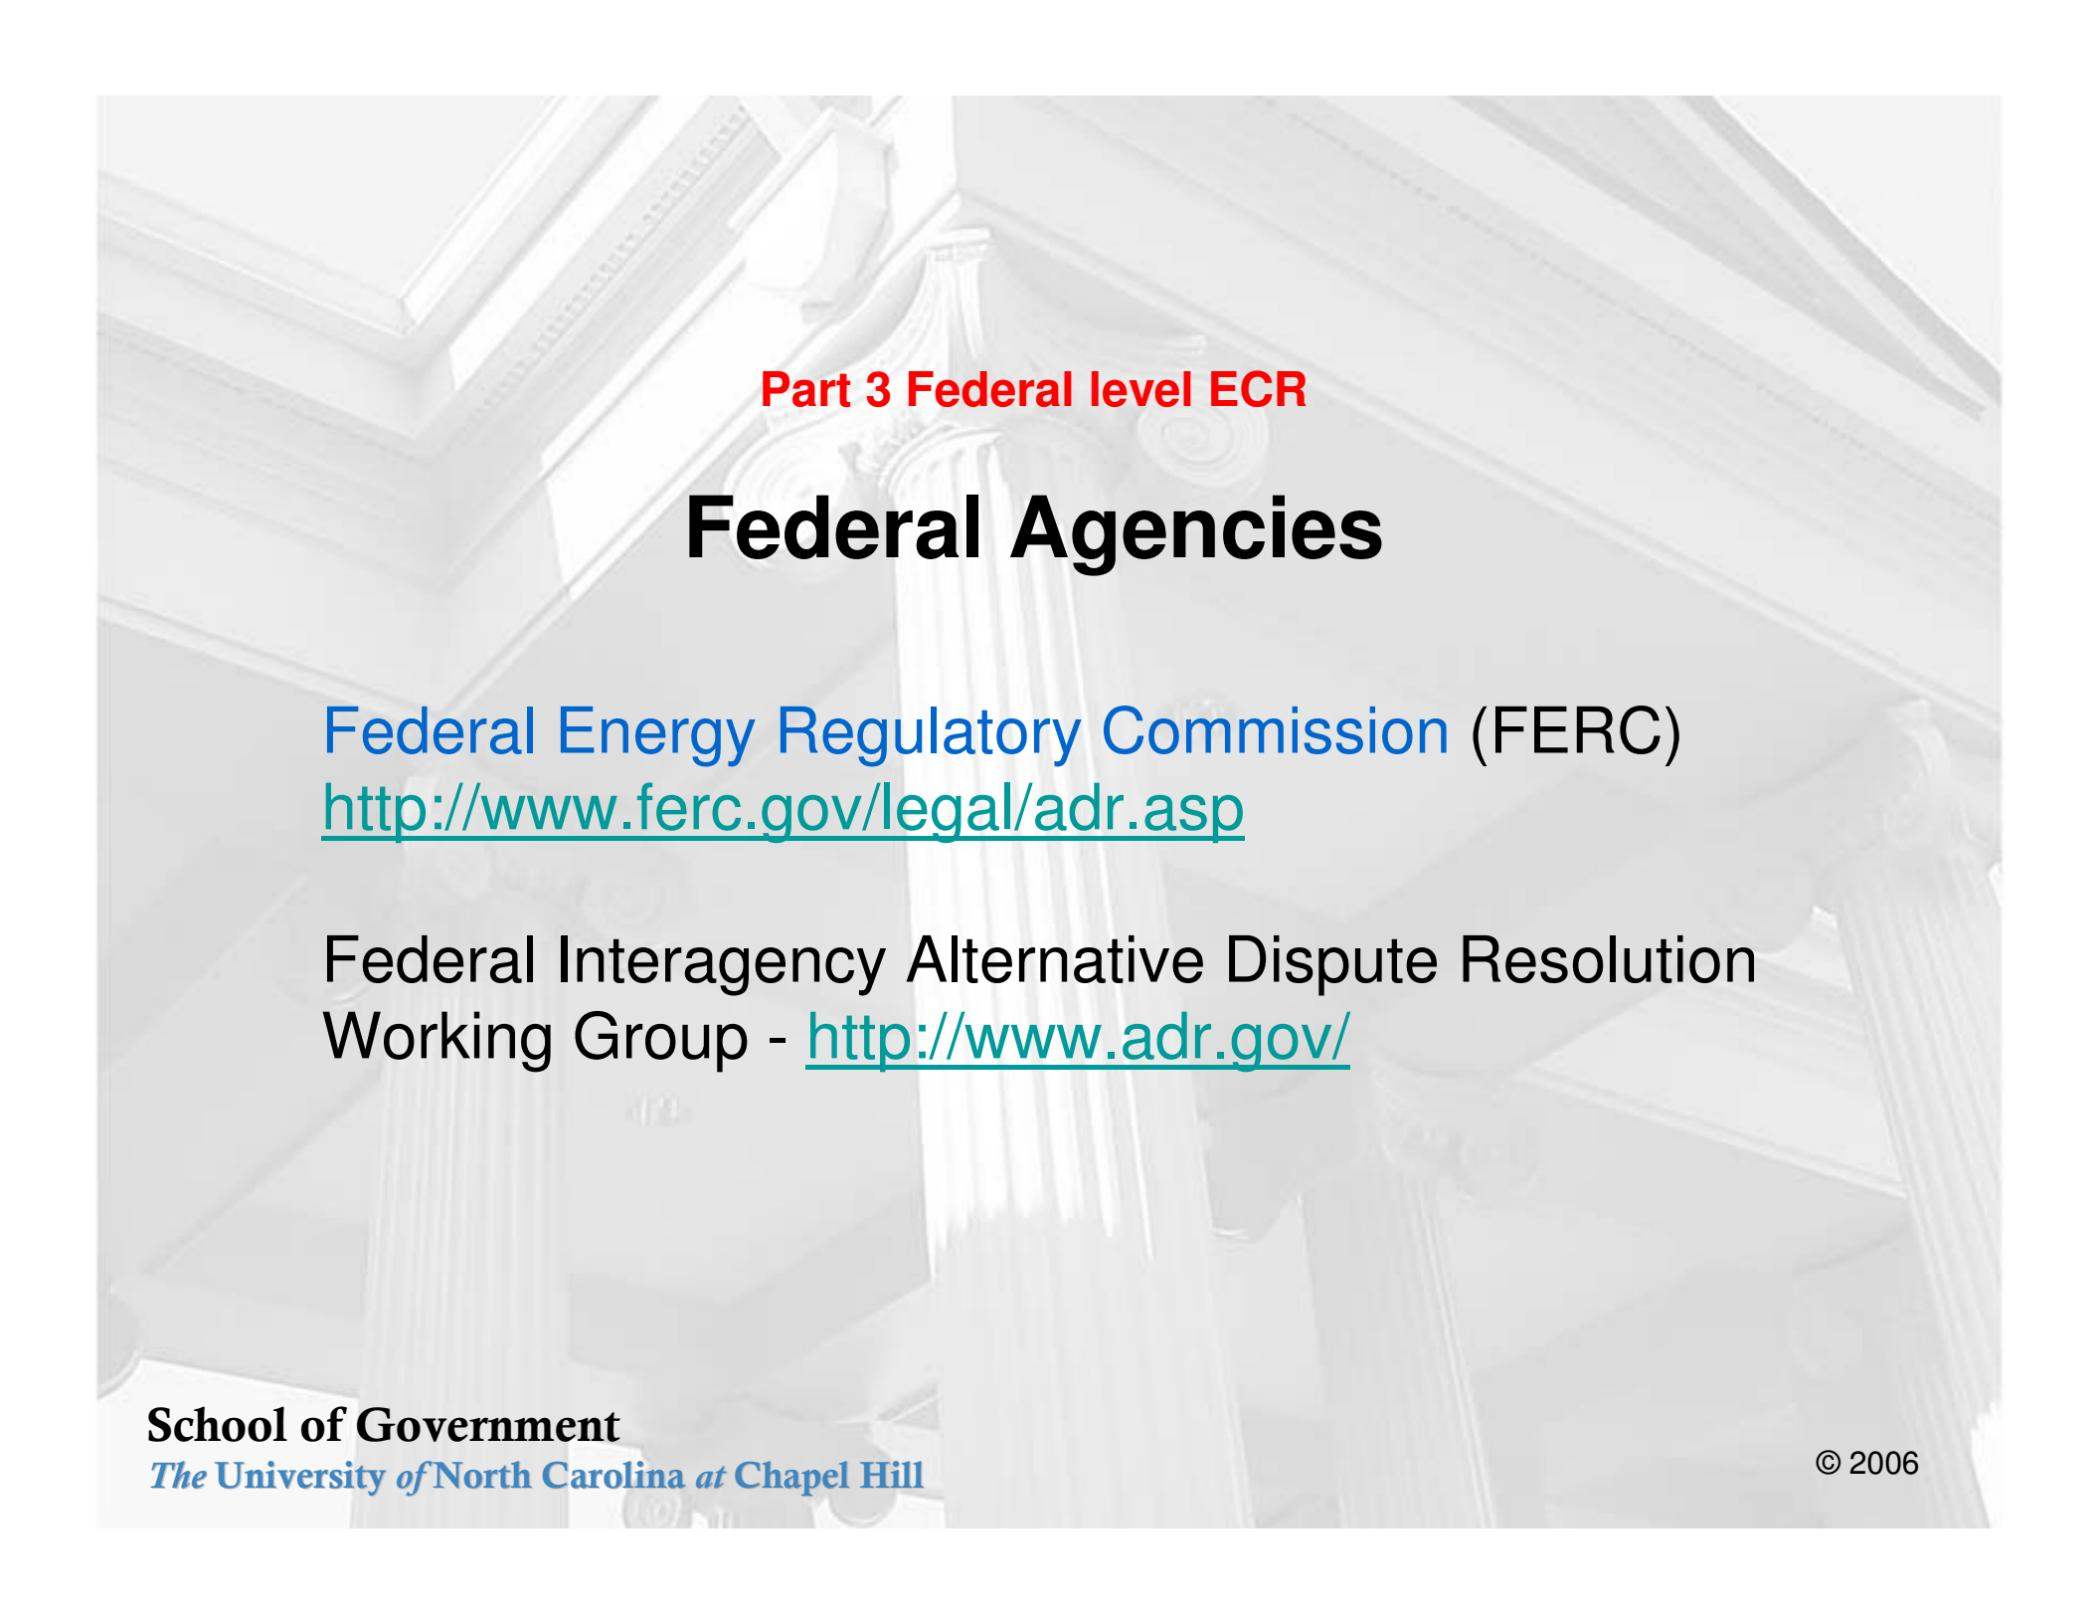 Part 3 Federal level ECR
Federal Agencies
Federal Energy Regulatory Commission (FERC)
http://www.ferc.gov/legal/adr.asp
Federal Interagency Alternative Dispute Resolution
Working Group - http://www.adr.gov/
School of Government
The University of North Carolina at Chapel Hill
© 2006